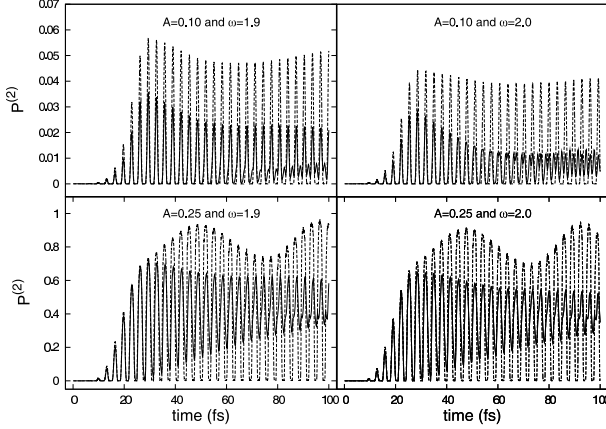 A=0.10 and ω=1.9
A=0.10 and ω=2.0
0.07
0.06
0.05
0.04
0.03
0.02
0.01
0
P(2)
A=0.25 and ω=1.9
A=0.25 and ω=2.0
1
0.8
0.6
0.4
0.2
0
P(2)
0 20 40 60 80 100
0 20 40 60 80 100
time (fs)
time (fs)